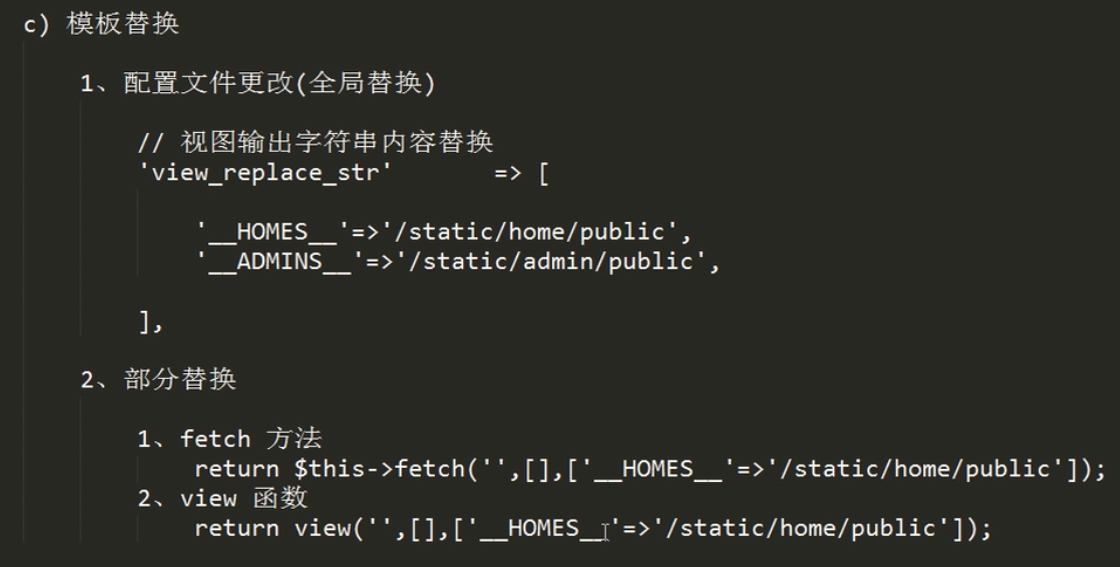 c) 模板替换
1、配置文件更改(全局替换)
// 视图输出字符串内容替换
'view_replace_str'       => [
'__HOMES__'=>'/static/home/public',
'__ADMINS__'=>'/static/admin/public',
],
2、部分替换
1、fetch 方法
return $this->fetch('',[],['__HOMES__'=>'/static/home/public']);
2、view 函数
return view('',[],['__HOMES__'=>'/static/home/public']);